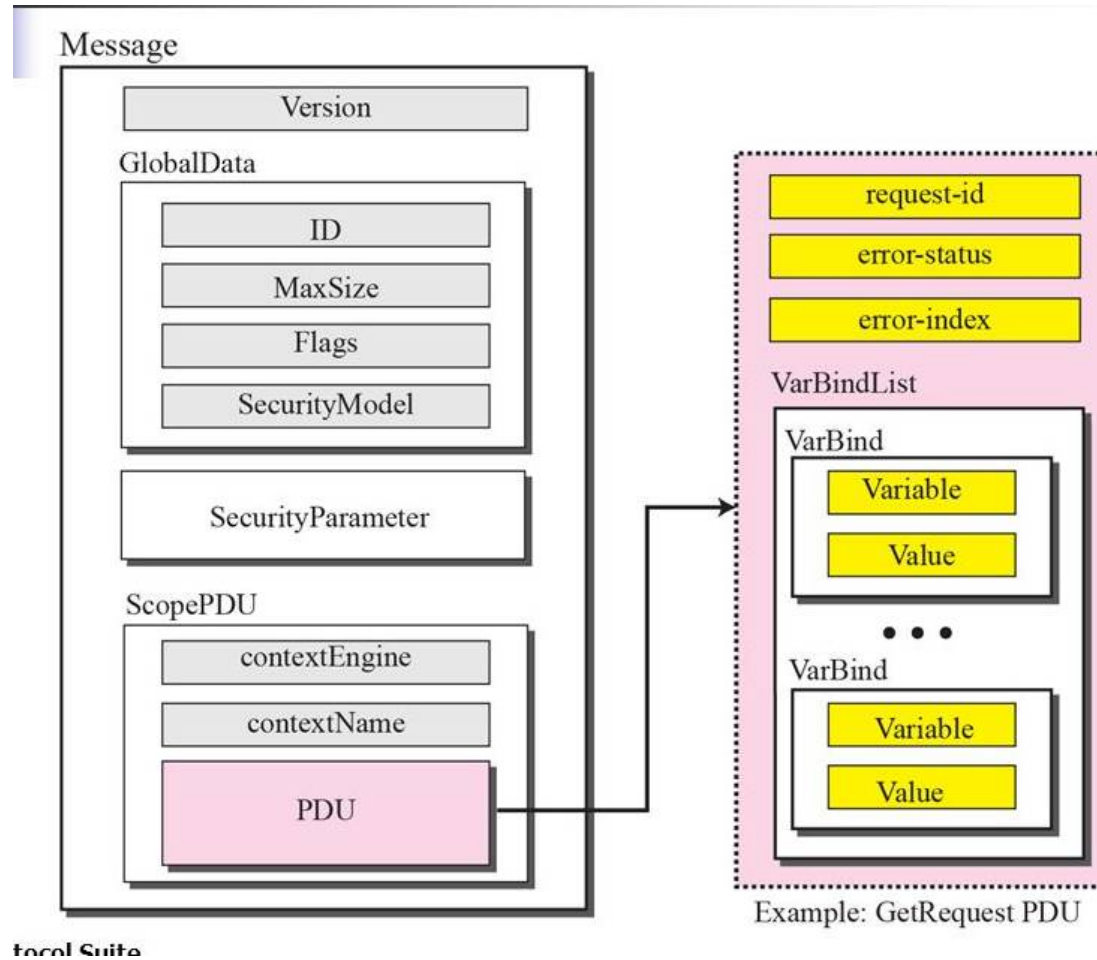 Message
Version
GlobalData
ID
MaxSize
Flags
SecurityModel
SecurityParameter
ScopePDU
contextEngine
contextName
PDU
request-id
error-status
error-index
VarBindList
VarBind
Variable
Value
• • •
VarBind
Variable
Value
Example: GetRequest PDU
tocol Suite